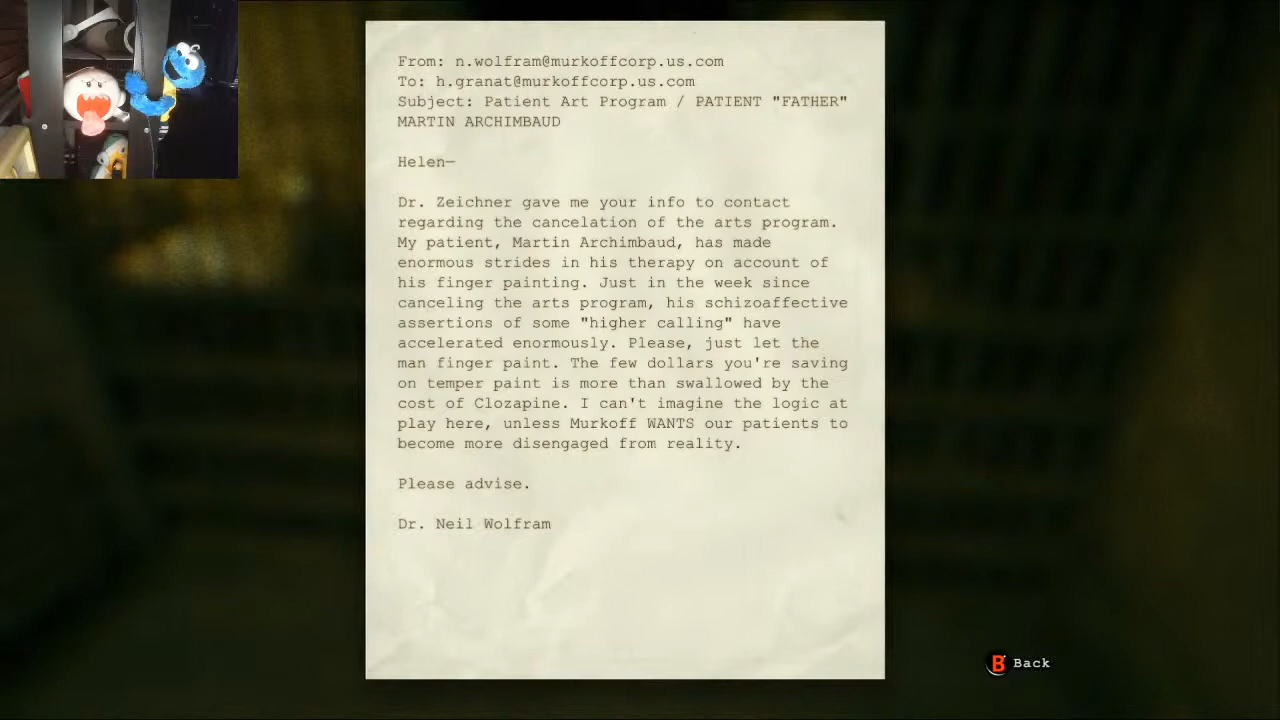 From: n.wolfram@murkoffcorp.us.com
To: h.granat@murkoffcorp.us.com
Subject: Patient Art Program / PATIENT "FATHER"
MARTIN ARCHIMBAUD
Helen—
Dr. Zeichner gave me your info to contact
regarding the cancelation of the arts program.
My patient, Martin Archimbaud, has made
enormous strides in his therapy on account of
his finger painting. Just in the week since
canceling the arts program, his schizoaffective
assertions of some "higher calling" have
accelerated enormously. Please, just let the
man finger paint. The few dollars you're saving
on temper paint is more than swallowed by the
cost of Clozapine. I can't imagine the logic at
play here, unless Murkoff WANTS our patients to
become more disengaged from reality.
Please advise.
Dr. Neil Wolfram
B Back